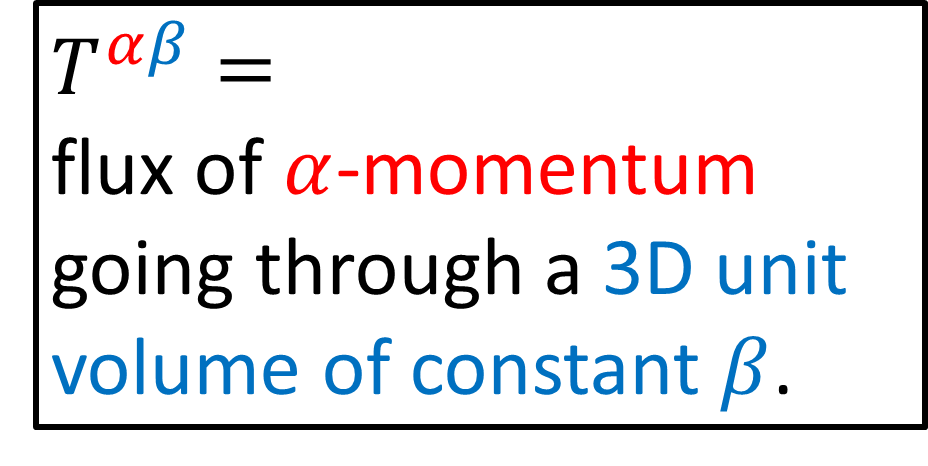 T^{αβ} =
flux of α-momentum
going through a 3D unit
volume of constant β.